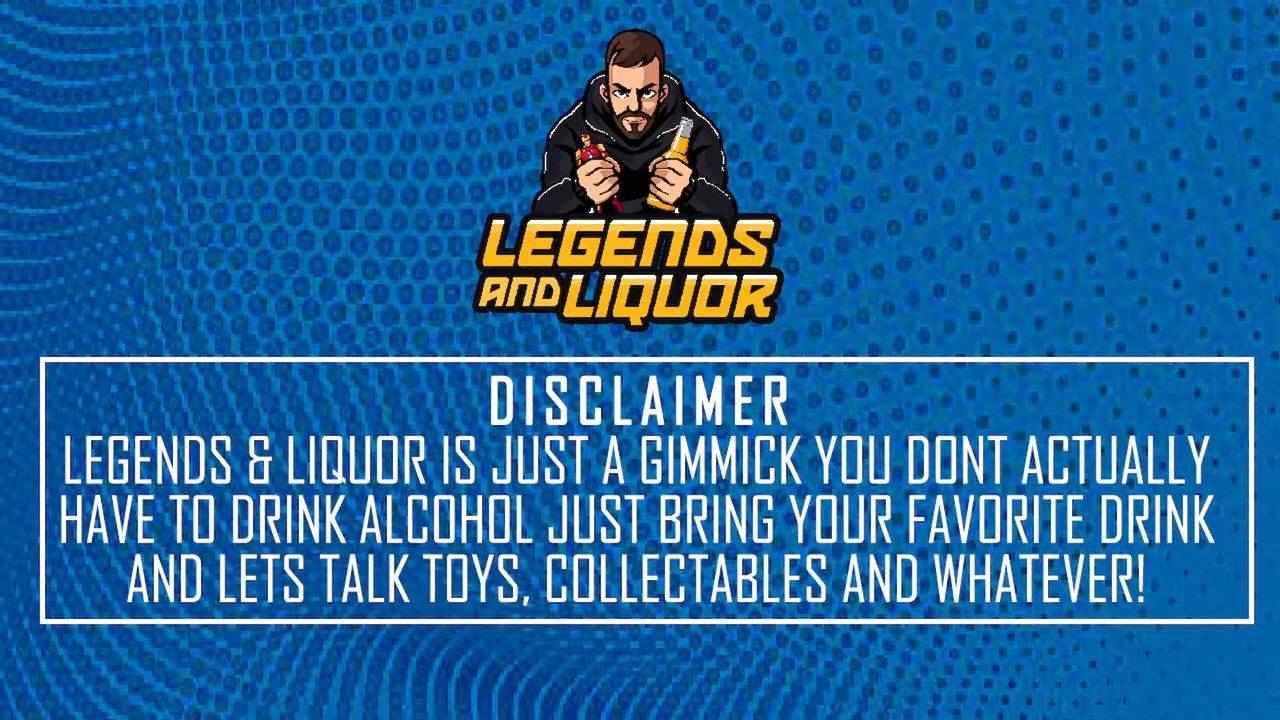 LEGENDS
AND LIQUOR
DISCLAIMER
LEGENDS & LIQUOR IS JUST A GIMMICK YOU DONT ACTUALLY
HAVE TO DRINK ALCOHOL JUST BRING YOUR FAVORITE DRINK
AND LETS TALK TOYS, COLLECTABLES AND WHATEVER!